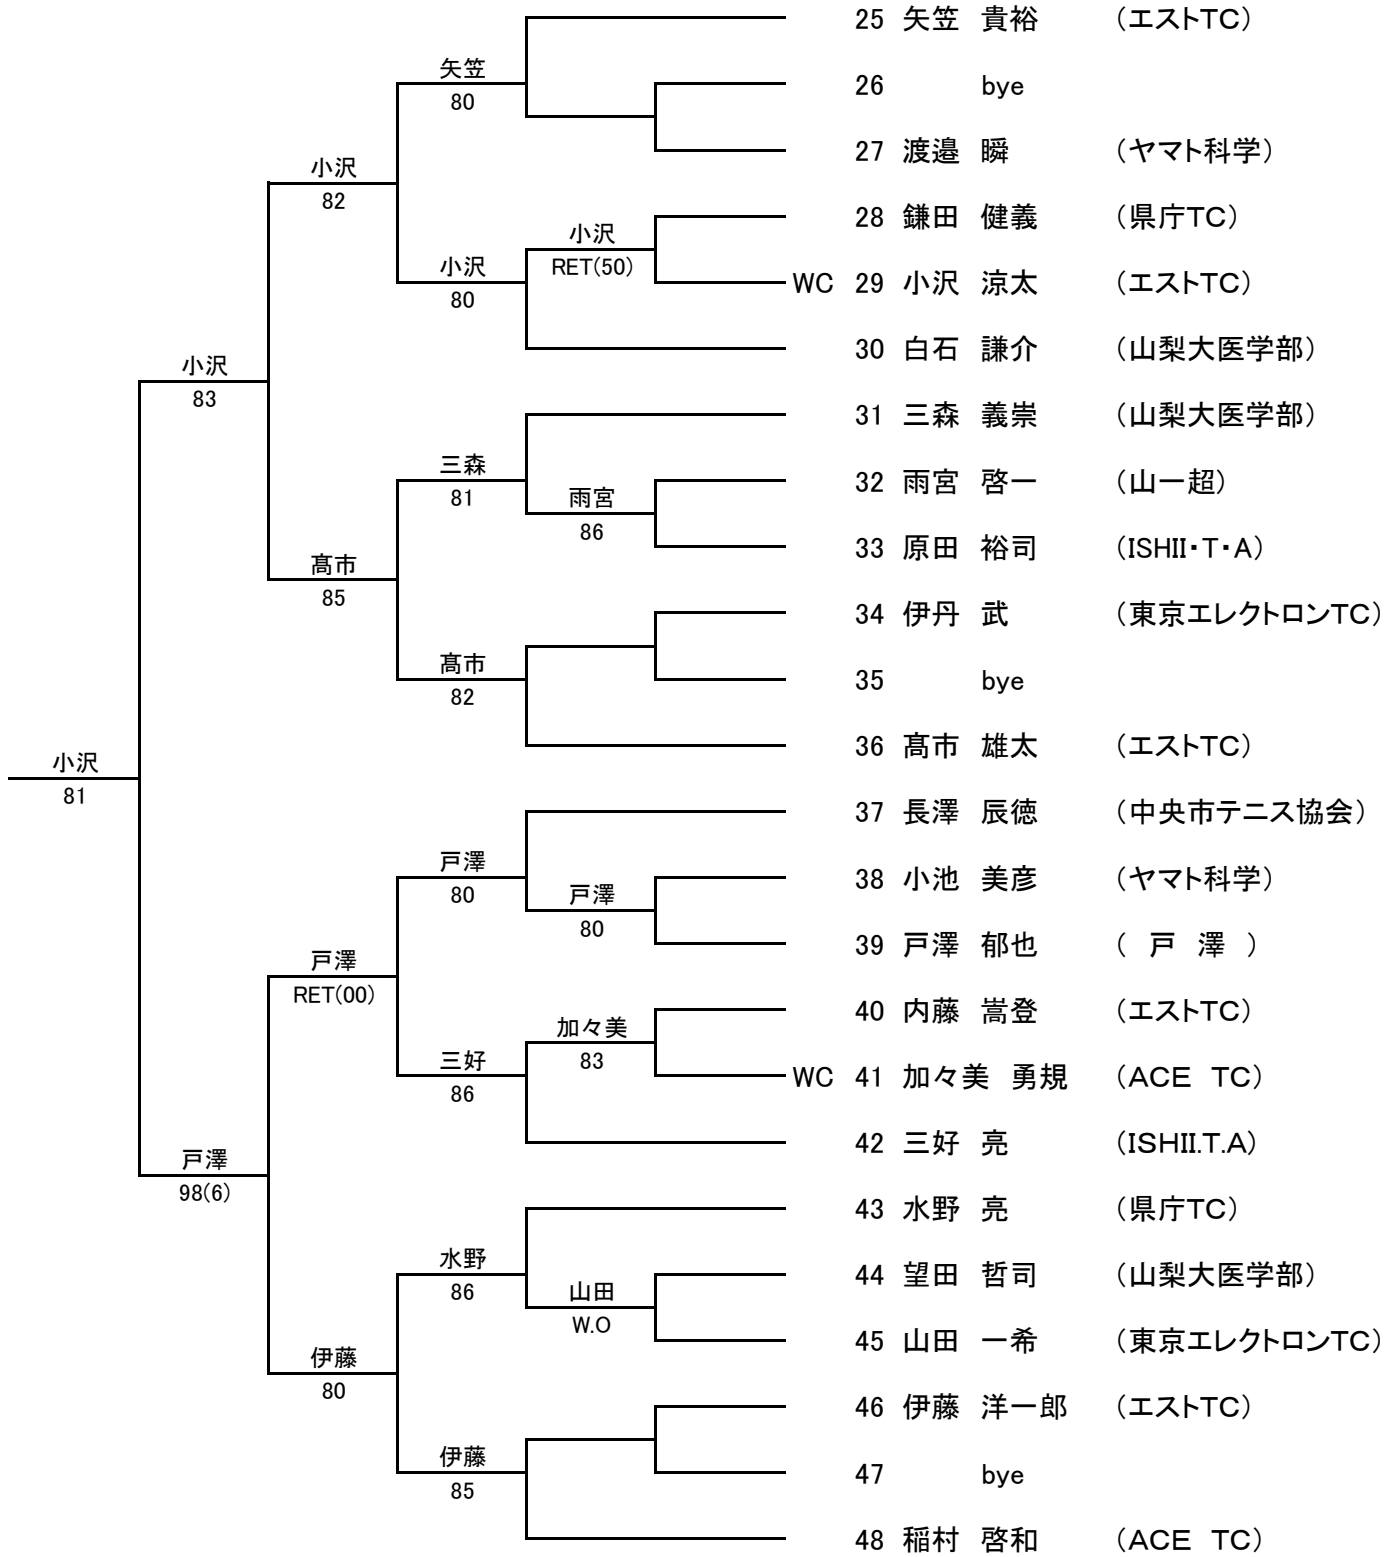 25 矢笠 貴裕 （エストTC）
矢笠
80
26 bye
27 渡邉 瞬 （ヤマト科学）
小沢
82
28 鎌田 健義 （県庁TC）
小沢
RET(50)
小沢
80
WC 29 小沢 涼太 （エストTC）
30 白石 謙介 （山梨大医学部）
小沢
83
31 三森 義崇 （山梨大医学部）
三森
81
32 雨宮 啓一 （山一超）
雨宮
86
33 原田 裕司 （ISHII・T・A）
髙市
85
34 伊丹 武 （東京エレクトロンTC）
髙市
82
35 bye
36 髙市 雄太 （エストTC）
小沢
81
37 長澤 辰徳 （中央市テニス協会）
戸澤
80
38 小池 美彦 （ヤマト科学）
戸澤
80
39 戸澤 郁也 （ 戸 澤 ）
戸澤
RET(00)
40 内藤 嵩登 （エストTC）
加々美
83
三好
86
WC 41 加々美 勇規 （ACE TC）
42 三好 亮 （ISHII.T.A）
戸澤
98(6)
43 水野 亮 （県庁TC）
水野
86
44 望田 哲司 （山梨大医学部）
山田
W.O
45 山田 一希 （東京エレクトロンTC）
伊藤
80
46 伊藤 洋一郎 （エストTC）
伊藤
85
47 bye
48 稲村 啓和 （ACE TC）